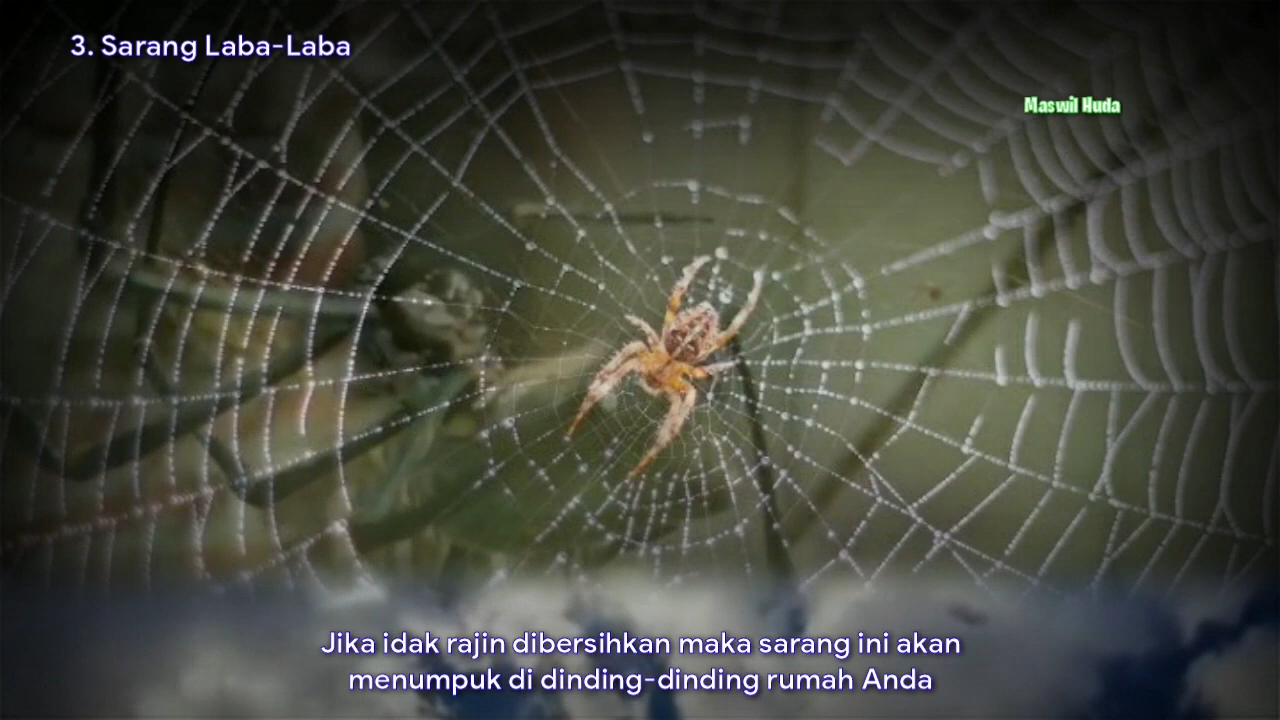 3. Sarang Laba-Laba
Maswil Huda
Jika idak rajin dibersihkan maka sarang ini akan
menumpuk di dinding-dinding rumah Anda